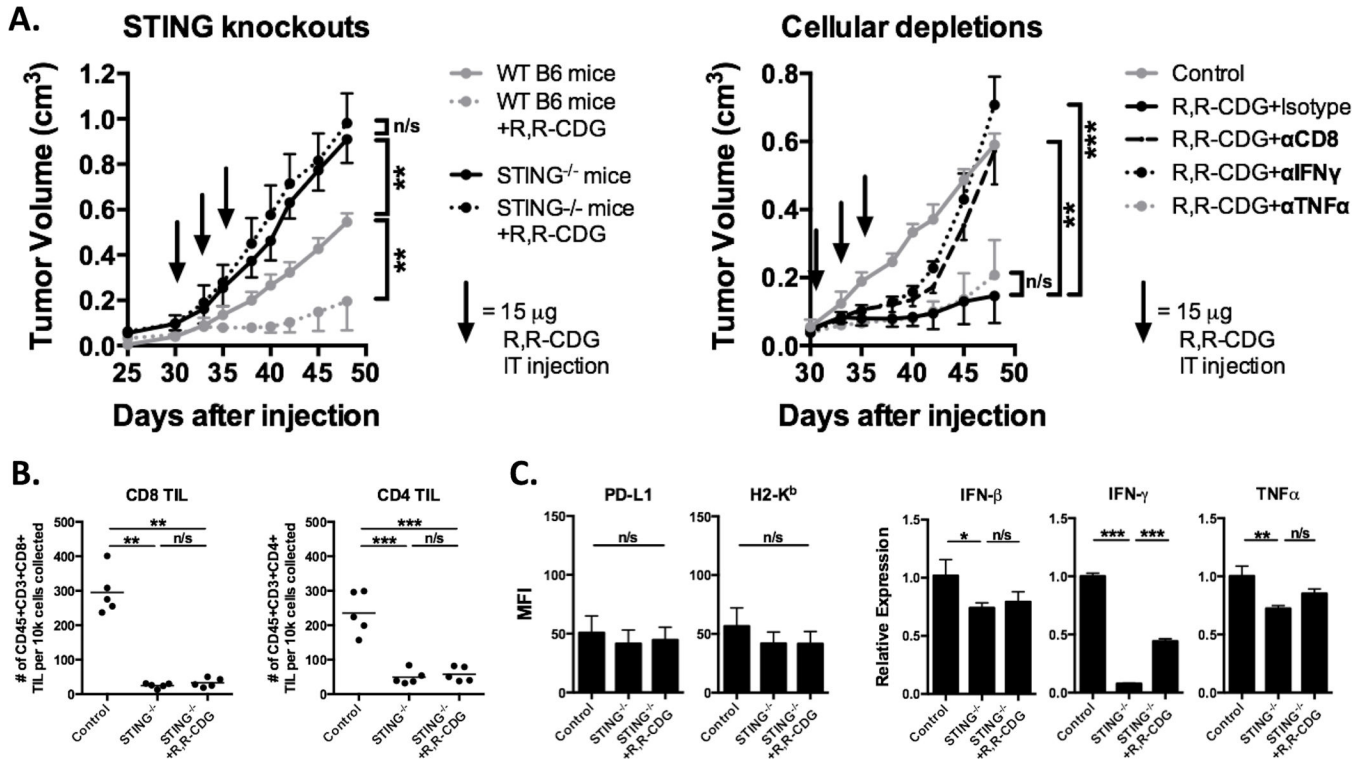 A.
STING knockouts
Tumor Volume (cm³)
1.2
1.0
0.8
0.6
0.4
0.2
0.0
25 30 35 40 45 50
Days after injection
n/s
**
**
WT B6 mice
WT B6 mice
+R,R-CDG
STING-/- mice
STING-/- mice
+R,R-CDG
= 15 µg
R,R-CDG
IT injection
Cellular depletions
Tumor Volume (cm³)
0.8
0.6
0.4
0.2
0.0
30 35 40 45 50
Days after injection
n/s
**
***
Control
R,R-CDG+Isotype
R,R-CDG+αCD8
R,R-CDG+αIFNγ
R,R-CDG+αTNFα
= 15 µg
R,R-CDG
IT injection
B.
CD8 TIL
# of CD45+CD3+CD8+
TIL per 10k cells collected
500
400
300
200
100
0
**
** n/s
Control
STING-/-
STING-/-
+R,R-CDG
CD4 TIL
# of CD45+CD3+CD4+
TIL per 10k cells collected
500
400
300
200
100
0
***
*** n/s
Control
STING-/-
STING-/-
+R,R-CDG
C.
PD-L1
MFI
150
100
50
0
n/s
Control
STING-/-
STING-/-
+R,R-CDG
H2-Kᵇ
150
100
50
0
n/s
Control
STING-/-
STING-/-
+R,R-CDG
IFN-β
Relative Expression
1.5
1.0
0.5
0.0
* n/s
Control
STING-/-
STING-/-
+R,R-CDG
IFN-γ
1.5
1.0
0.5
0.0
*** ***
Control
STING-/-
STING-/-
+R,R-CDG
TNFα
1.5
1.0
0.5
0.0
** n/s
Control
STING-/-
STING-/-
+R,R-CDG